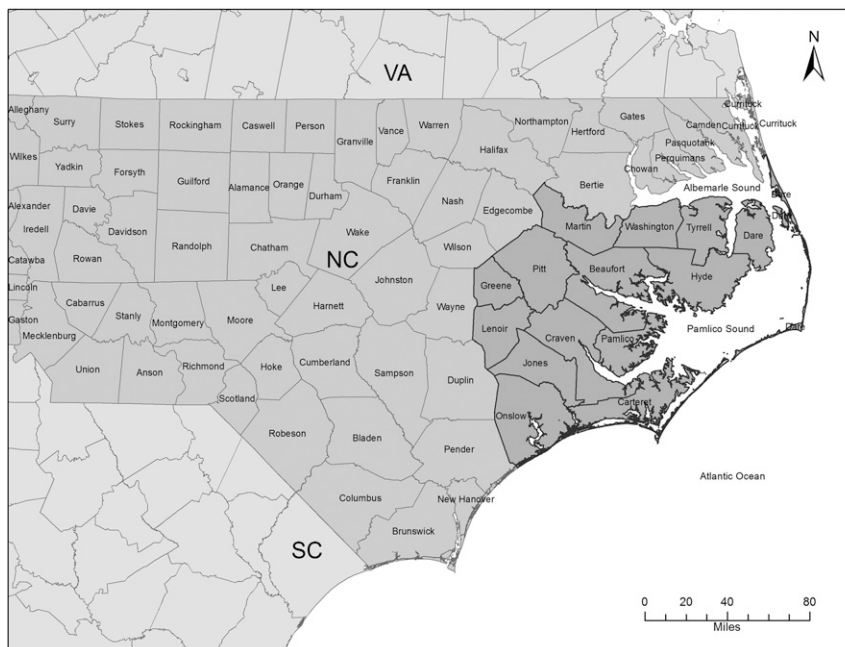 N
VA
Alleghany
Surry
Stokes
Rockingham
Caswell
Person
Granville
Vance
Warren
Northampton
Hertford
Gates
Camden
Currituck
Currituck
Currituck
Pasquotank
Perquimans
Chowan
Halifax
Wilkes
Yadkin
Forsyth
Guilford
Alamance
Orange
Durham
Franklin
Nash
Edgecombe
Bertie
Albemarle Sound
Dare
Alexander
Davie
Iredell
Davidson
Randolph
Chatham
Wake
NC
Wilson
Martin
Washington
Tyrrell
Dare
Catawba
Rowan
Lincoln
Cabarrus
Stanly
Montgomery
Moore
Lee
Harnett
Johnston
Wayne
Greene
Pitt
Beaufort
Hyde
Gaston
Mecklenburg
Lenoir
Craven
Pamlico
Pamlico Sound
Dare
Union
Anson
Richmond
Scotland
Hoke
Cumberland
Sampson
Duplin
Jones
Onslow
Carteret
Robeson
Bladen
Pender
Columbus
New Hanover
Brunswick
SC
Atlantic Ocean
0 20 40 60 80
Miles